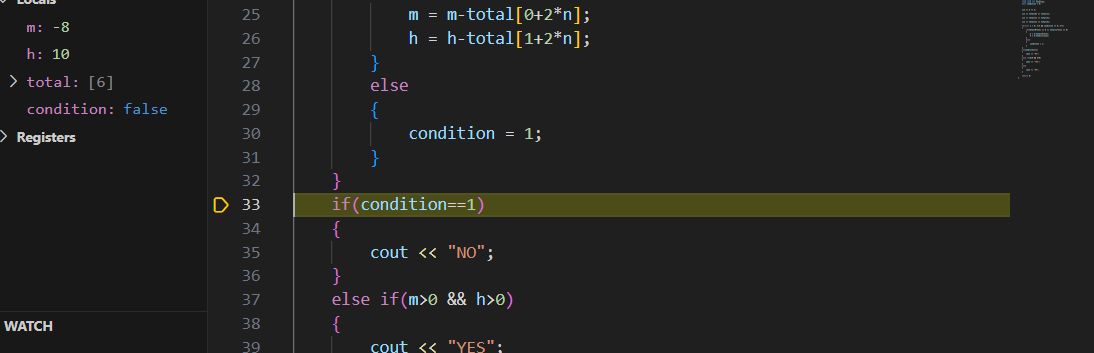 Locals
m: -8
h: 10
total: [6]
condition: false
Registers
WATCH
25 m = m-total[0+2*n];
26 h = h-total[1+2*n];
27 }
28 else
29 {
30 condition = 1;
31 }
32 }
33 if(condition==1)
34 {
35 cout << "NO";
36 }
37 else if(m>0 && h>0)
38 {
39 cout << "YES";